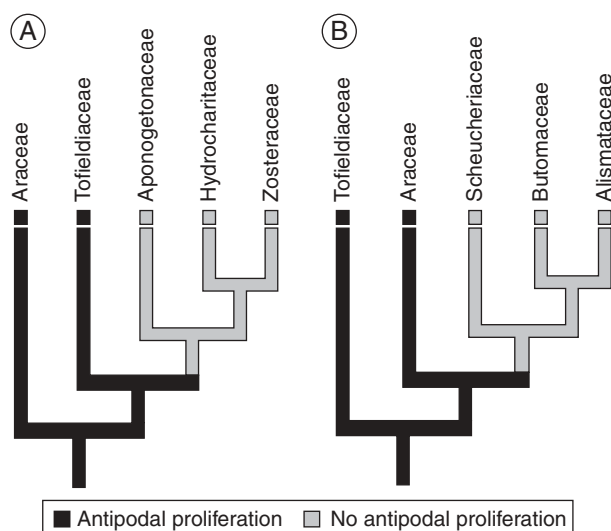 A
Araceae
Tofieldiaceae
Aponogetonaceae
Hydrocharitaceae
Zosteraceae
B
Tofieldiaceae
Araceae
Scheucheriaceae
Butomaceae
Alismataceae
Antipodal proliferation
No antipodal proliferation